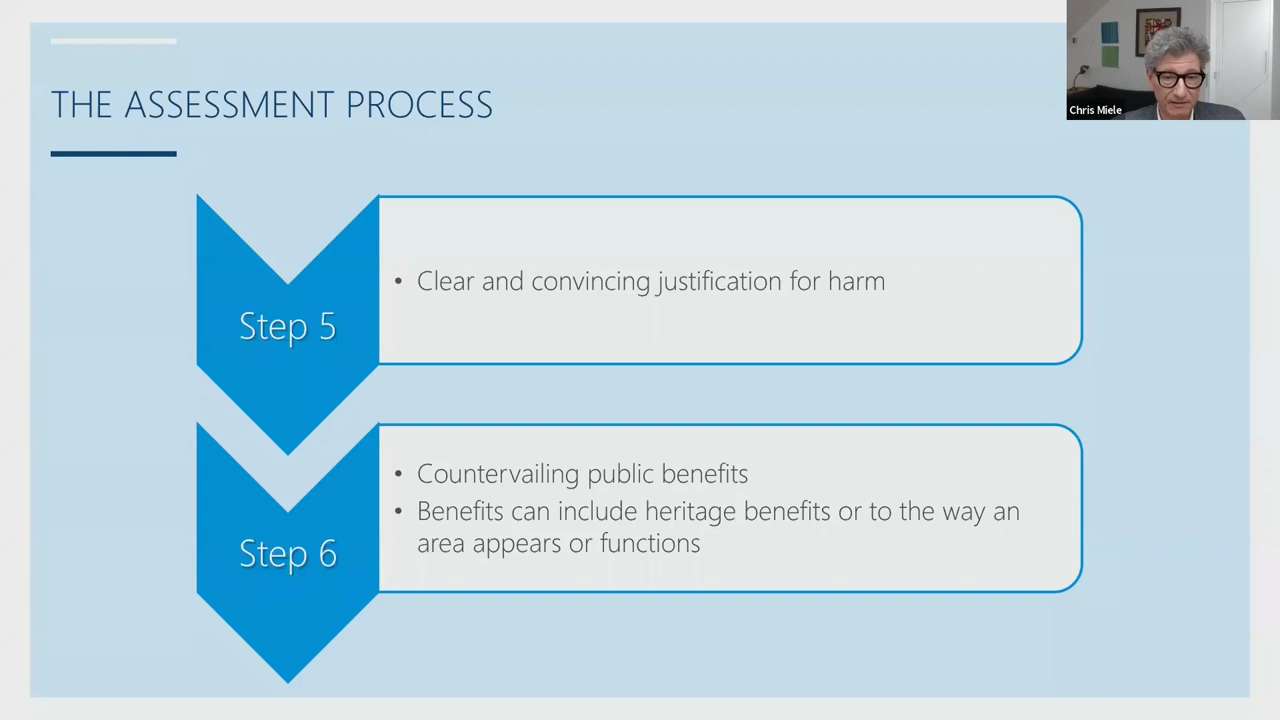 THE ASSESSMENT PROCESS
Chris Miele
Step 5
• Clear and convincing justification for harm
Step 6
• Countervailing public benefits
• Benefits can include heritage benefits or to the way an
area appears or functions